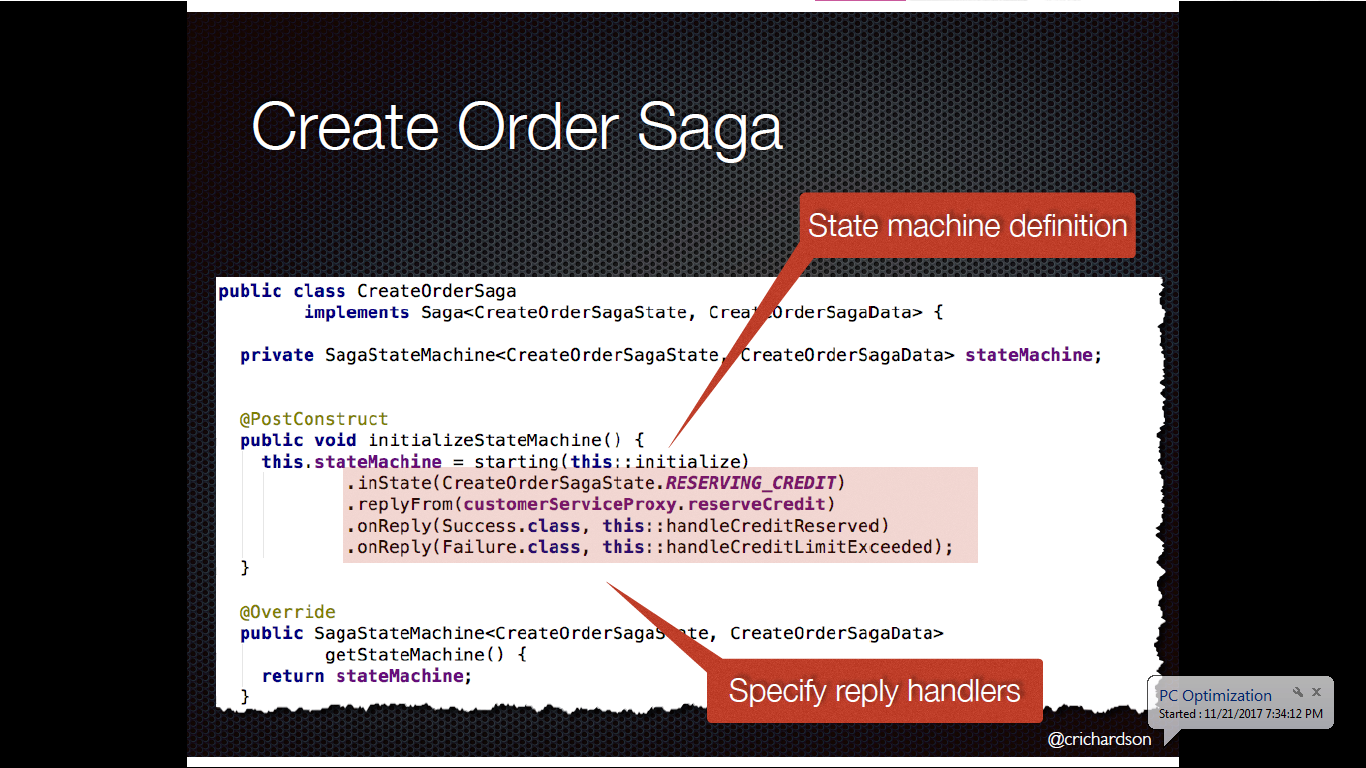 Create Order Saga
State machine definition
public class CreateOrderSaga
implements Saga<CreateOrderSagaState, CreateOrderSagaData> {
private SagaStateMachine<CreateOrderSagaState, CreateOrderSagaData> stateMachine;
@PostConstruct
public void initializeStateMachine() {
this.stateMachine = starting(this::initialize)
.inState(CreateOrderSagaState.RESERVING_CREDIT)
.replyFrom(customerServiceProxy.reserveCredit)
.onReply(Success.class, this::handleCreditReserved)
.onReply(Failure.class, this::handleCreditLimitExceeded);
}
@Override
public SagaStateMachine<CreateOrderSagaState, CreateOrderSagaData>
getStateMachine() {
return stateMachine;
}
Specify reply handlers
PC Optimization
Started : 11/21/2017 7:34:12 PM
@crichardson